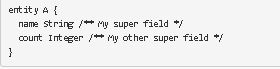 entity A {
  name String /** My super field */
  count Integer /** My other super field */
}